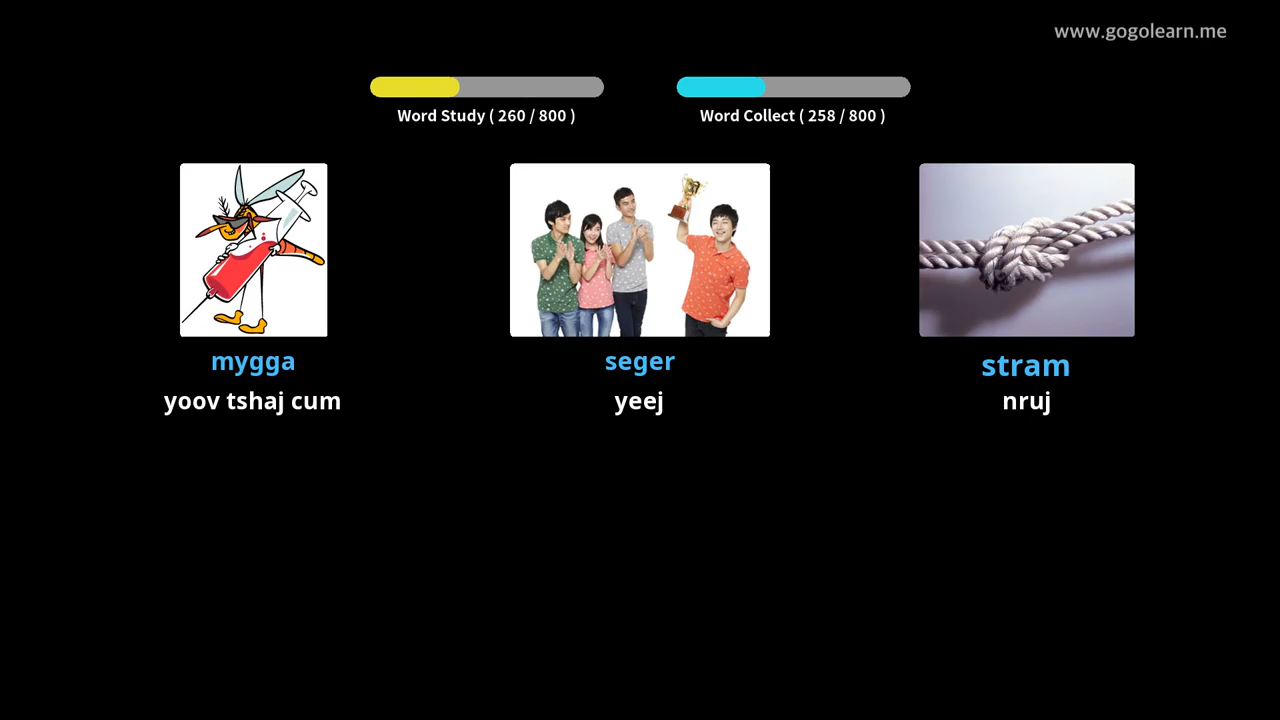 www.gogolearn.me
Word Study ( 260 / 800 )
Word Collect ( 258 / 800 )
mygga
yoov tshaj cum
seger
yeej
stram
nruj